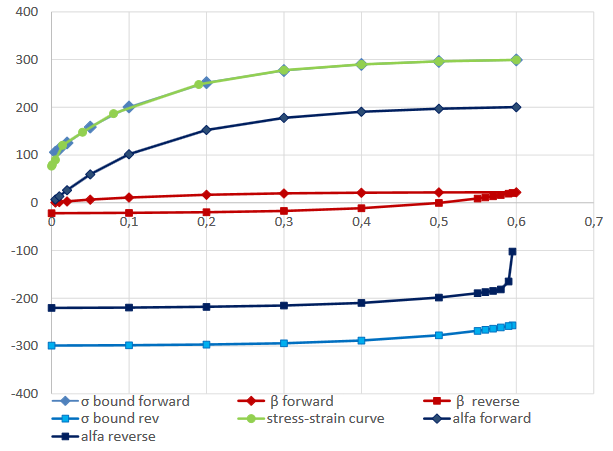 400
300
200
100
0
0 0,1 0,2 0,3 0,4 0,5 0,6 0,7
-100
-200
-300
-400
σ bound forward β forward β reverse
σ bound rev stress-strain curve alfa forward
alfa reverse